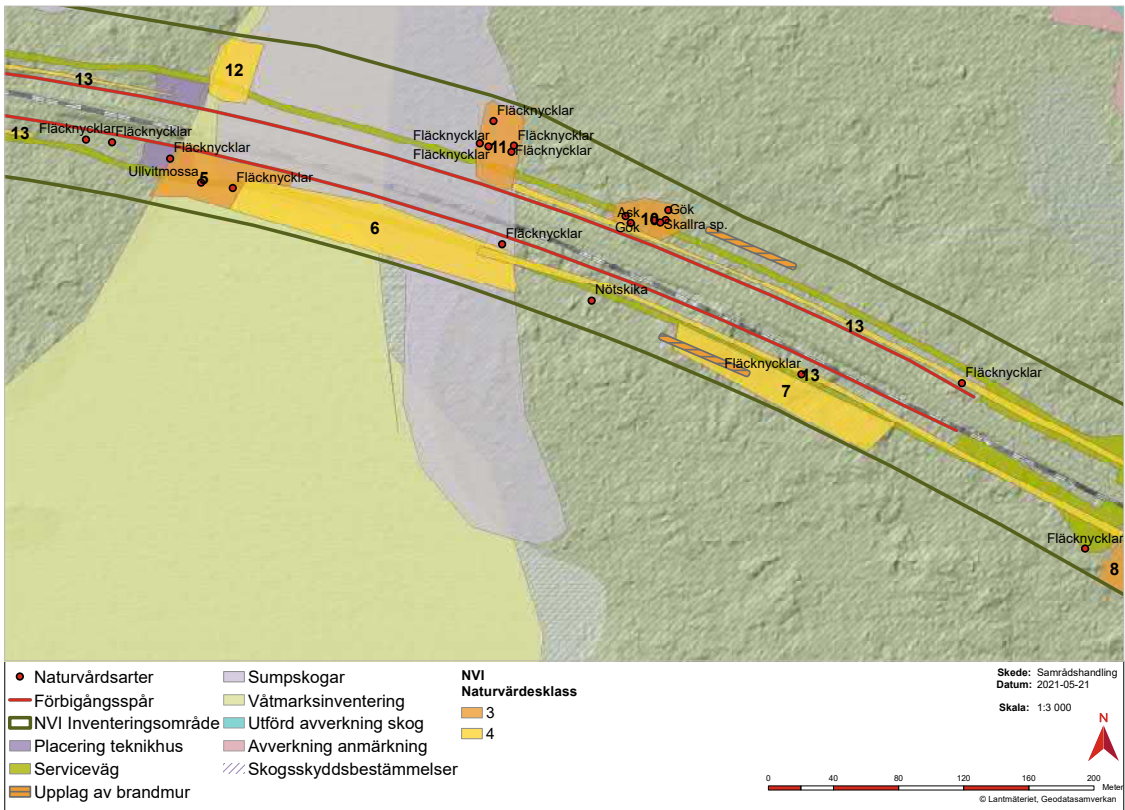 12
13
Fläcknycklar
Fläcknycklar
Fläcknycklar
13
Fläcknycklar
Fläcknycklar
11
Fläcknycklar
Fläcknycklar
Fläcknycklar
Ullvitmossa
5
Fläcknycklar
Ask
10
Gök
Gök
Skallra sp.
6
Fläcknycklar
Nötskika
13
Fläcknycklar
13
Fläcknycklar
7
Fläcknycklar
8
Naturvårdsarter
Förbigångsspår
NVI Inventeringsområde
Placering teknikhus
Serviceväg
Upplag av brandmur
Sumpskogar
Våtmarksinventering
Utförd avverkning skog
Avverkning anmärkning
Skogsskyddsbestämmelser
NVI
Naturvärdesklass
3
4
Skede: Samrådshandling
Datum: 2021-05-21
Skala: 1:3 000
N
0 40 80 120 160 200
Meter
© Lantmäteriet, Geodatasamverkan